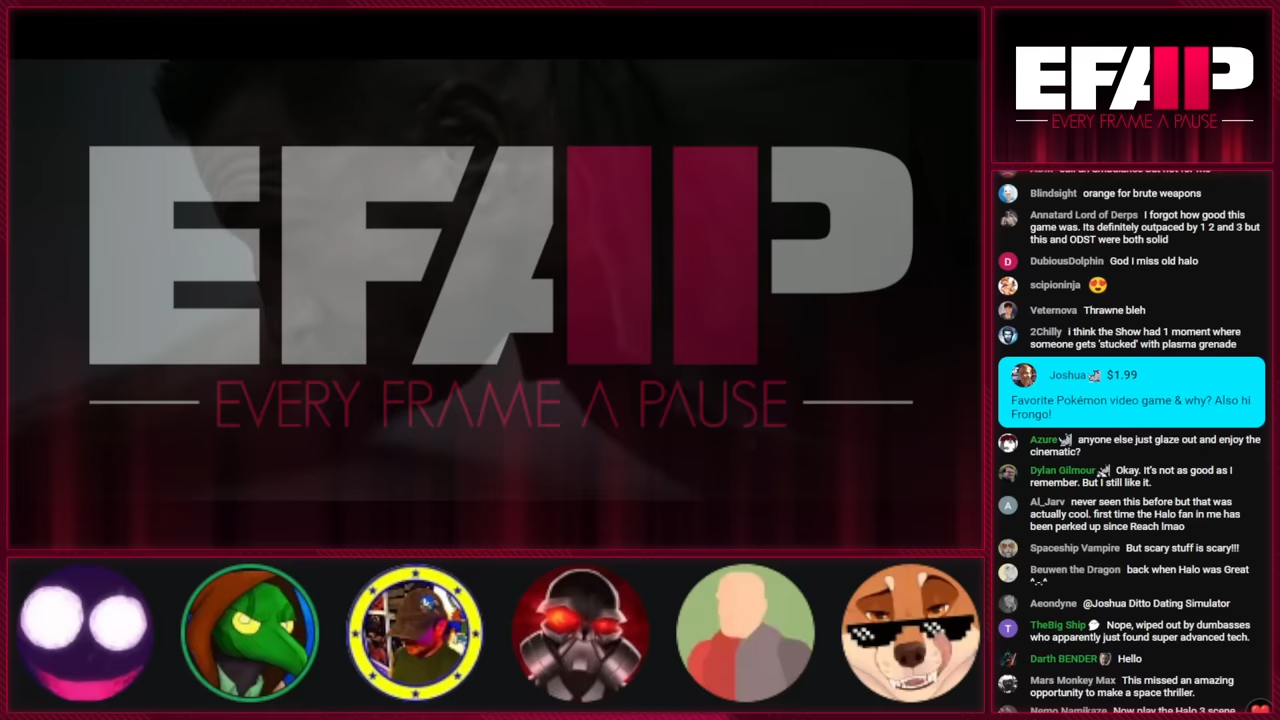 EFAP
EVERY FRAME A PAUSE
EFAP
EVERY FRAME A PAUSE
Blindsight orange for brute weapons
Annatard Lord of Derps I forgot how good this
game was. Its definitely outpaced by 1 2 and 3 but
this and ODST were both solid
D
DubiousDolphin God I miss old halo
scipioninja
Veternova Thrawne bleh
2Chilly i think the Show had 1 moment where
someone gets 'stucked' with plasma grenade
Joshua $1.99
Favorite Pokémon video game & why? Also hi
Frongo!
Azure anyone else just glaze out and enjoy the
cinematic?
Dylan Gilmour Okay. It's not as good as I
remember. But I still like it.
A
Al_Jarv never seen this before but that was
actually cool. first time the Halo fan in me has
been perked up since Reach lmao
Spaceship Vampire But scary stuff is scary!!!
Beuwen the Dragon back when Halo was Great
^.-.^
Aeondyne @Joshua Ditto Dating Simulator
T
TheBig Ship Nope, wiped out by dumbasses
who apparently just found super advanced tech.
Darth BENDER Hello
Mars Monkey Max This missed an amazing
opportunity to make a space thriller.
Nemo Namikaze Now play the Halo 3 scene